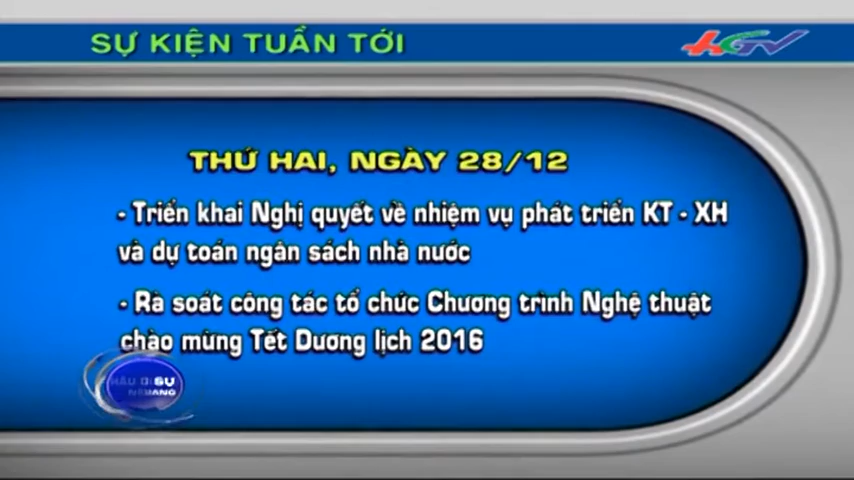 SỰ KIỆN TUẦN TỚI
HGV
THỨ HAI, NGÀY 28/12
- Triển khai Nghị quyết về nhiệm vụ phát triển KT - XH
và dự toán ngân sách nhà nước
- Rà soát công tác tổ chức Chương trình Nghệ thuật
chào mừng Tết Dương lịch 2016
SỰ